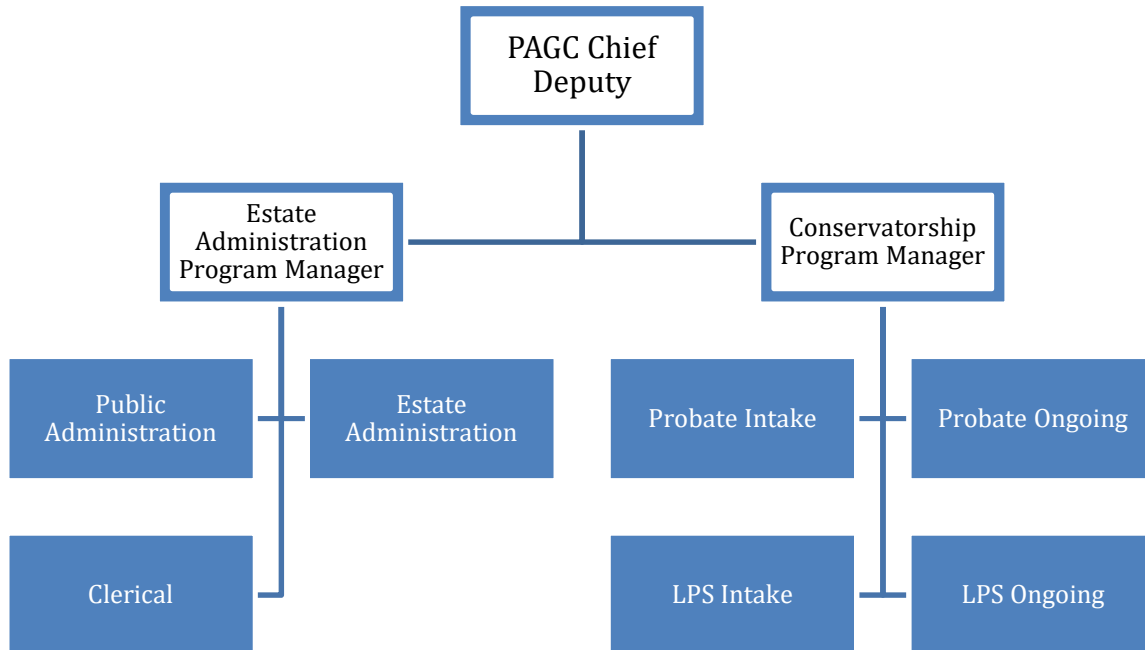 PAGC Chief
Deputy
Estate
Administration
Program Manager
Conservatorship
Program Manager
Public
Administration
Estate
Administration
Probate Intake
Probate Ongoing
Clerical
LPS Intake
LPS Ongoing